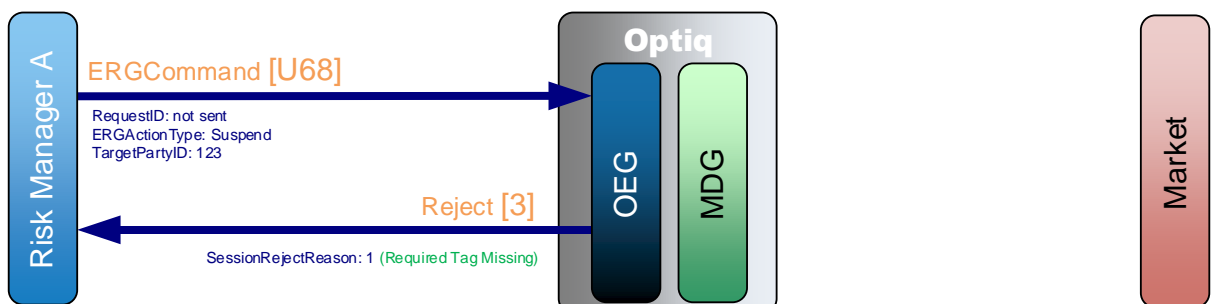 Risk Manager A
Optiq
ERGCommand [U68]
RequestID: not sent
ERGActionType: Suspend
TargetPartyID: 123
OEG
MDG
Market
Reject [3]
SessionRejectReason: 1 (Required Tag Missing)